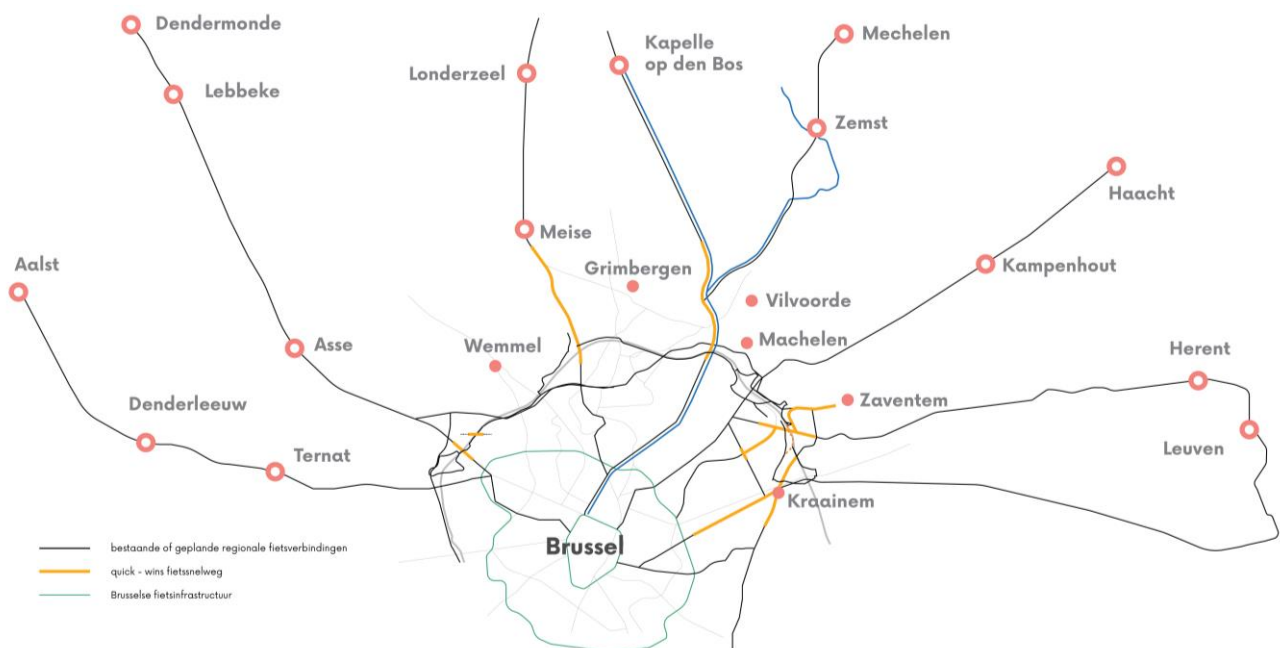 Dendermonde
Lebbeke
Londerzeel
Kapelle
op den Bos
Mechelen
Zemst
Haacht
Meise
Grimbergen
Kampenhout
Aalst
Vilvoorde
Asse
Wemmel
Machelen
Herent
Denderleeuw
Zaventem
Ternat
Leuven
Kraainem
Brussel
bestaande of geplande regionale fietsverbindingen
quick - wins fietssnelweg
Brusselse fietsinfrastructuur